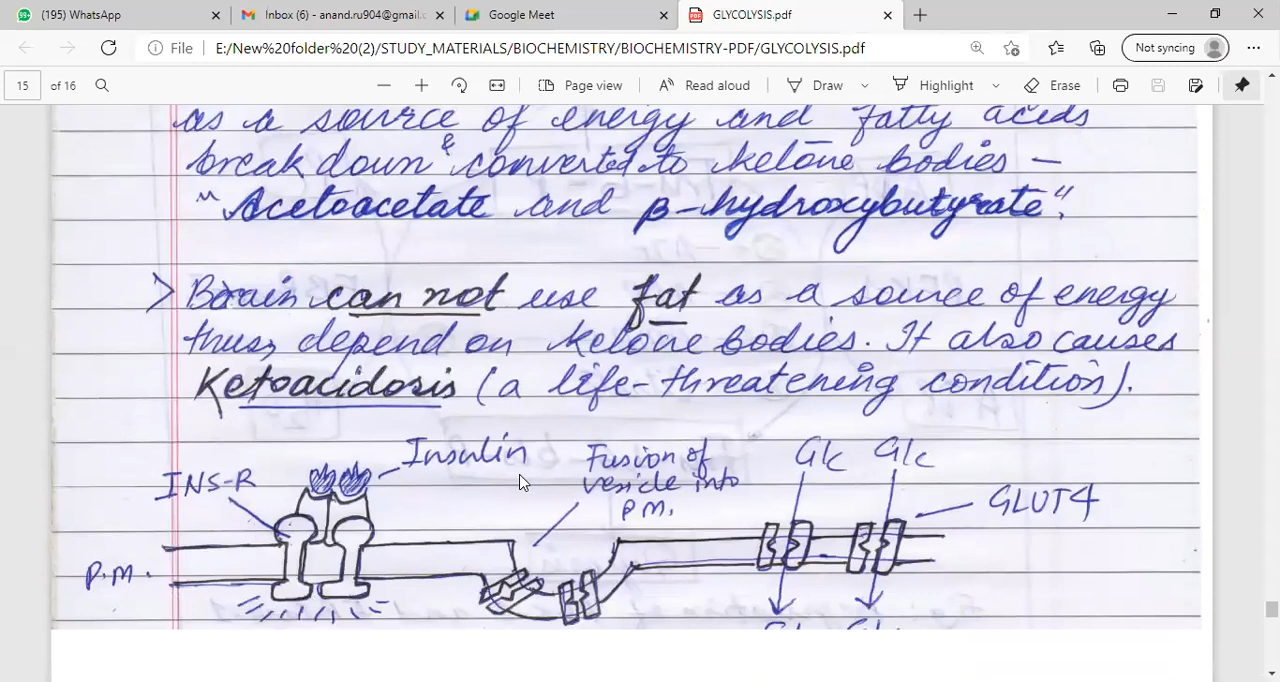 (195) WhatsApp
Inbox (6) - anand.ru904@gmail.c
Google Meet
GLYCOLYSIS.pdf
File
E:/New%20folder%20(2)/STUDY_MATERIALS/BIOCHEMISTRY/BIOCHEMISTRY-PDF/GLYCOLYSIS.pdf
Not syncing
15 of 16
Page view
Read aloud
Draw
Highlight
Erase
as a source of energy and fatty acids
break down & converted to ketone bodies —
"Acetoacetate and β-hydroxybutyrate".
> Brain can not use fat as a source of energy
thus, depend on ketone bodies. It also causes
Ketoacidosis (a life-threatening condition).
INS-R
Insulin
Fusion of
vesicle into
P.M.
Glc Glc
GLUT4
P.M.